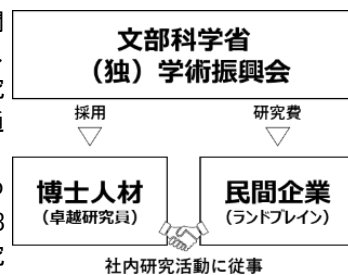 文部科学省
（独）学術振興会
採用
研究費
博士人材
（卓越研究員）
民間企業
（ランドブレイン）
社内研究活動に従事